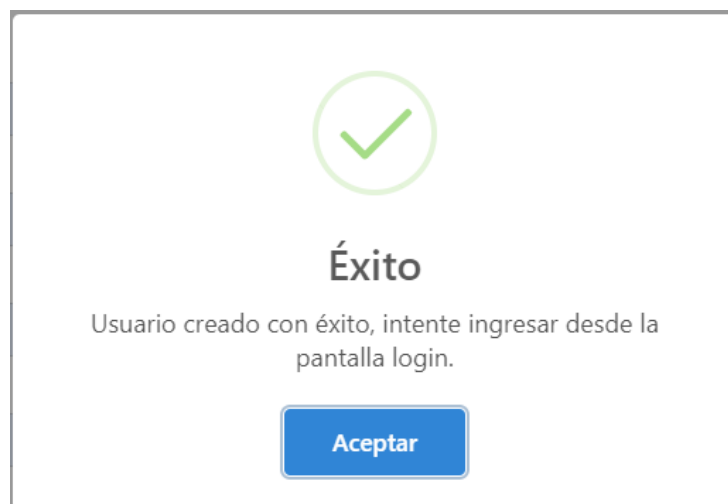 Éxito
Usuario creado con éxito, intente ingresar desde la
pantalla login.
Aceptar